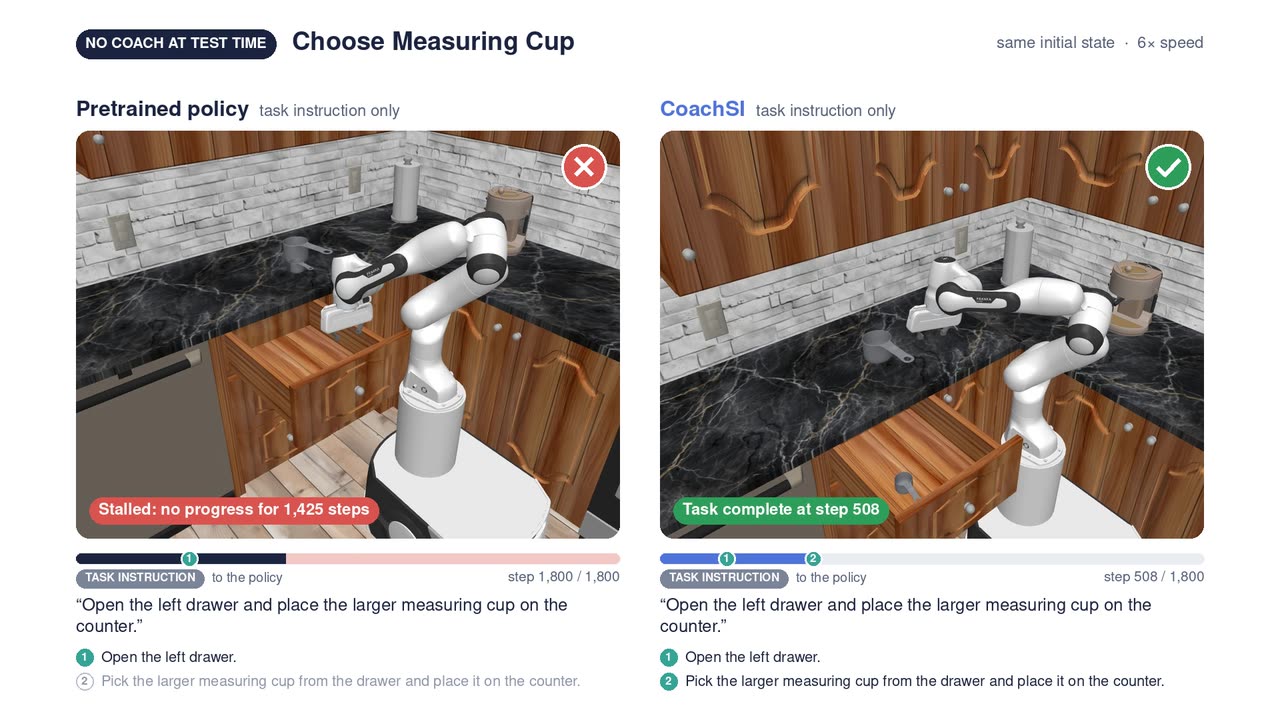 NO COACH AT TEST TIME
Choose Measuring Cup
same initial state · 6× speed
Pretrained policy task instruction only
Stalled: no progress for 1,425 steps
1
TASK INSTRUCTION to the policy
step 1,800 / 1,800
“Open the left drawer and place the larger measuring cup on the
counter.”
1 Open the left drawer.
2 Pick the larger measuring cup from the drawer and place it on the counter.
CoachSI task instruction only
Task complete at step 508
1 2
TASK INSTRUCTION to the policy
step 508 / 1,800
“Open the left drawer and place the larger measuring cup on the
counter.”
1 Open the left drawer.
2 Pick the larger measuring cup from the drawer and place it on the counter.